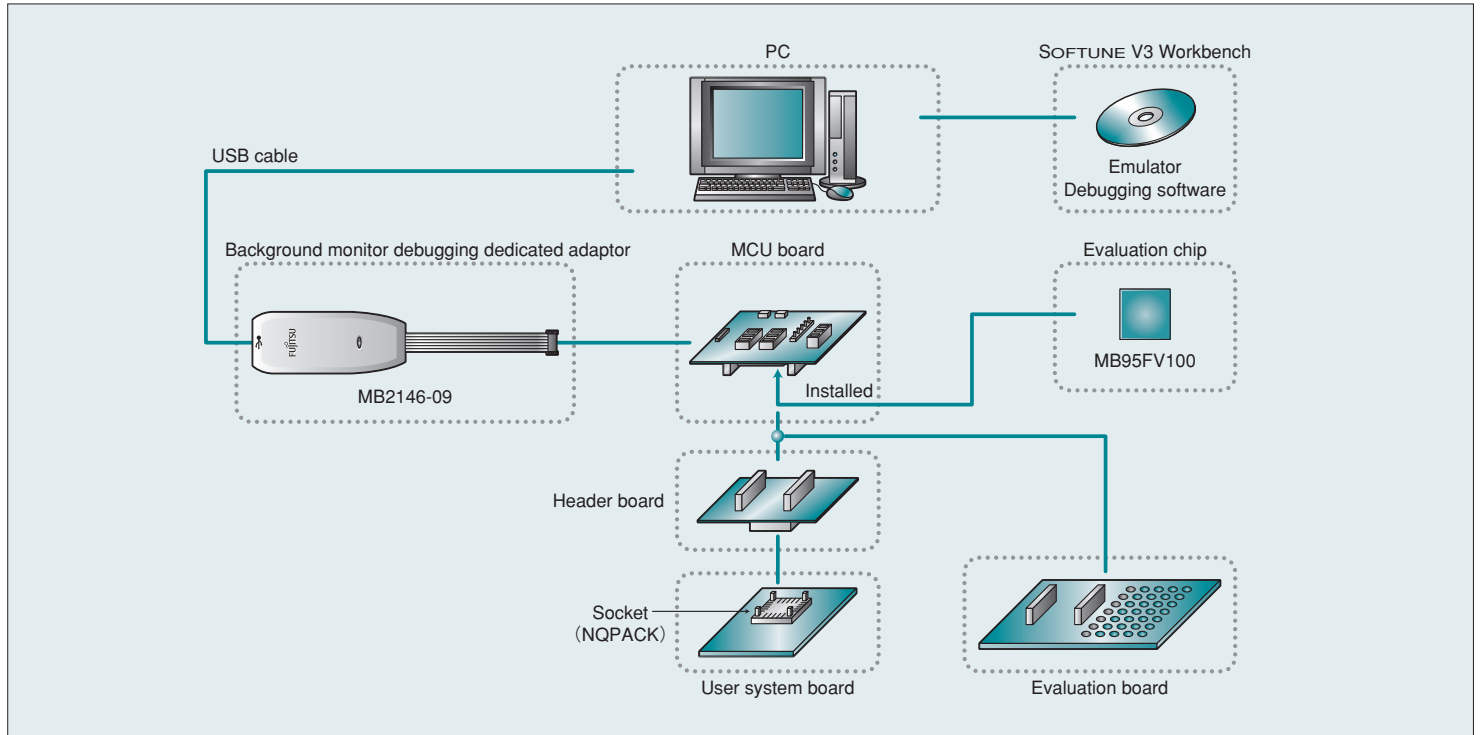 PC
SOFTUNE V3 Workbench
USB cable
Emulator
Debugging software
Background monitor debugging dedicated adaptor
MCU board
Evaluation chip
FUJITSU
MB2146-09
Installed
MB95FV100
Header board
Socket
（NQPACK）
User system board
Evaluation board